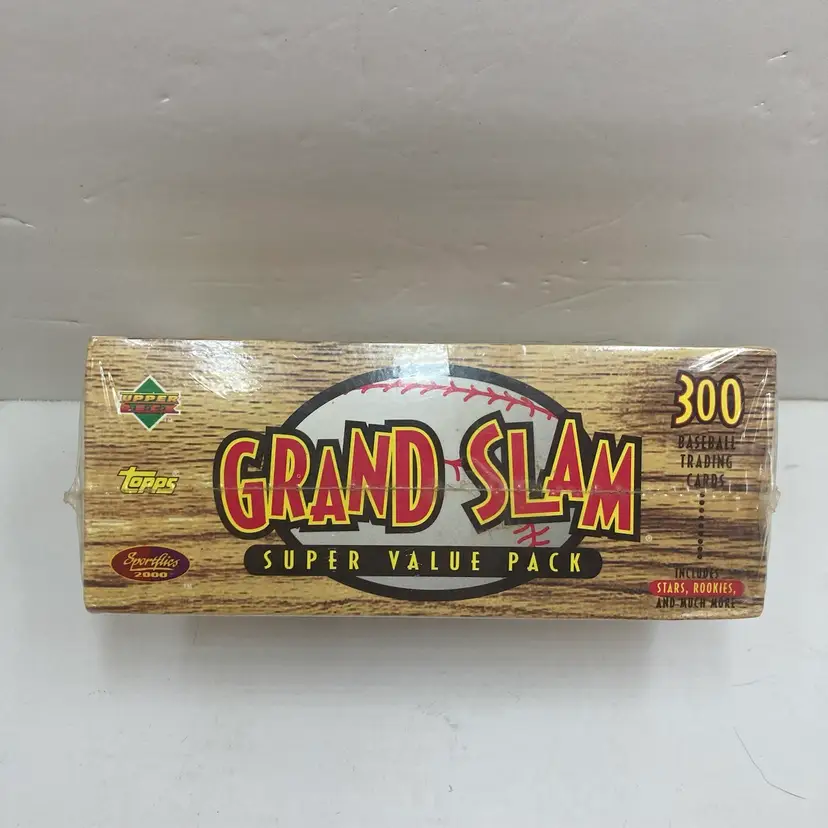 UPPER
DECK
TOPPS
Sportflics
2000
GRAND SLAM
SUPER VALUE PACK
300
BASEBALL
TRADING
CARDS
INCLUDES
STARS, ROOKIES,
AND MUCH MORE